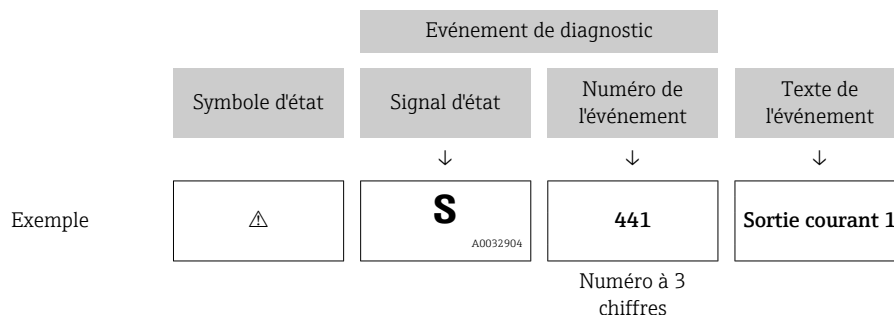 Evénement de diagnostic
Symbole d'état
Signal d'état
Numéro de
l'événement
Texte de
l'événement
↓
↓
↓
Exemple
⚠
S
A0032904
441
Sortie courant 1
Numéro à 3
chiffres